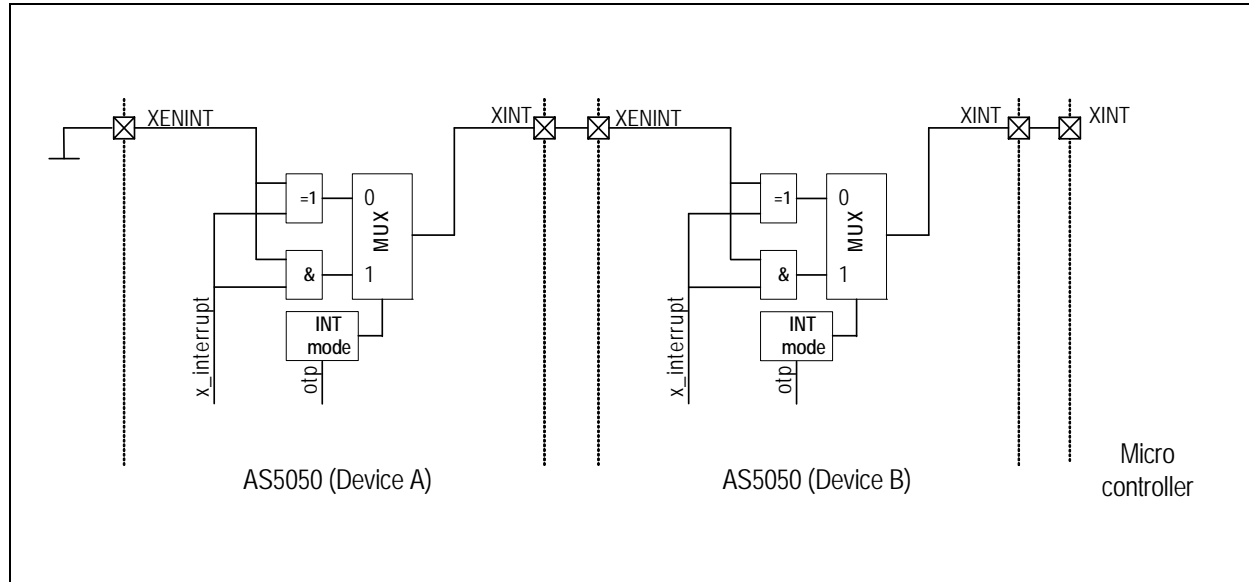 XENINT
XINT
XENINT
XINT
XINT
=1
0
MUX
&
1
INT
mode
x_interrupt
otp
=1
0
MUX
&
1
INT
mode
x_interrupt
otp
AS5050 (Device A)
AS5050 (Device B)
Micro
controller